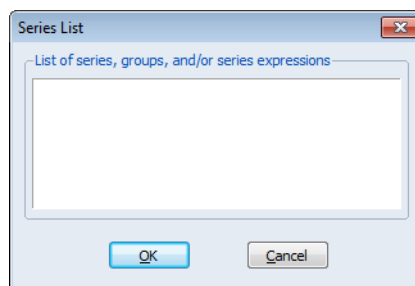 Series List
List of series, groups, and/or series expressions
OK
Cancel